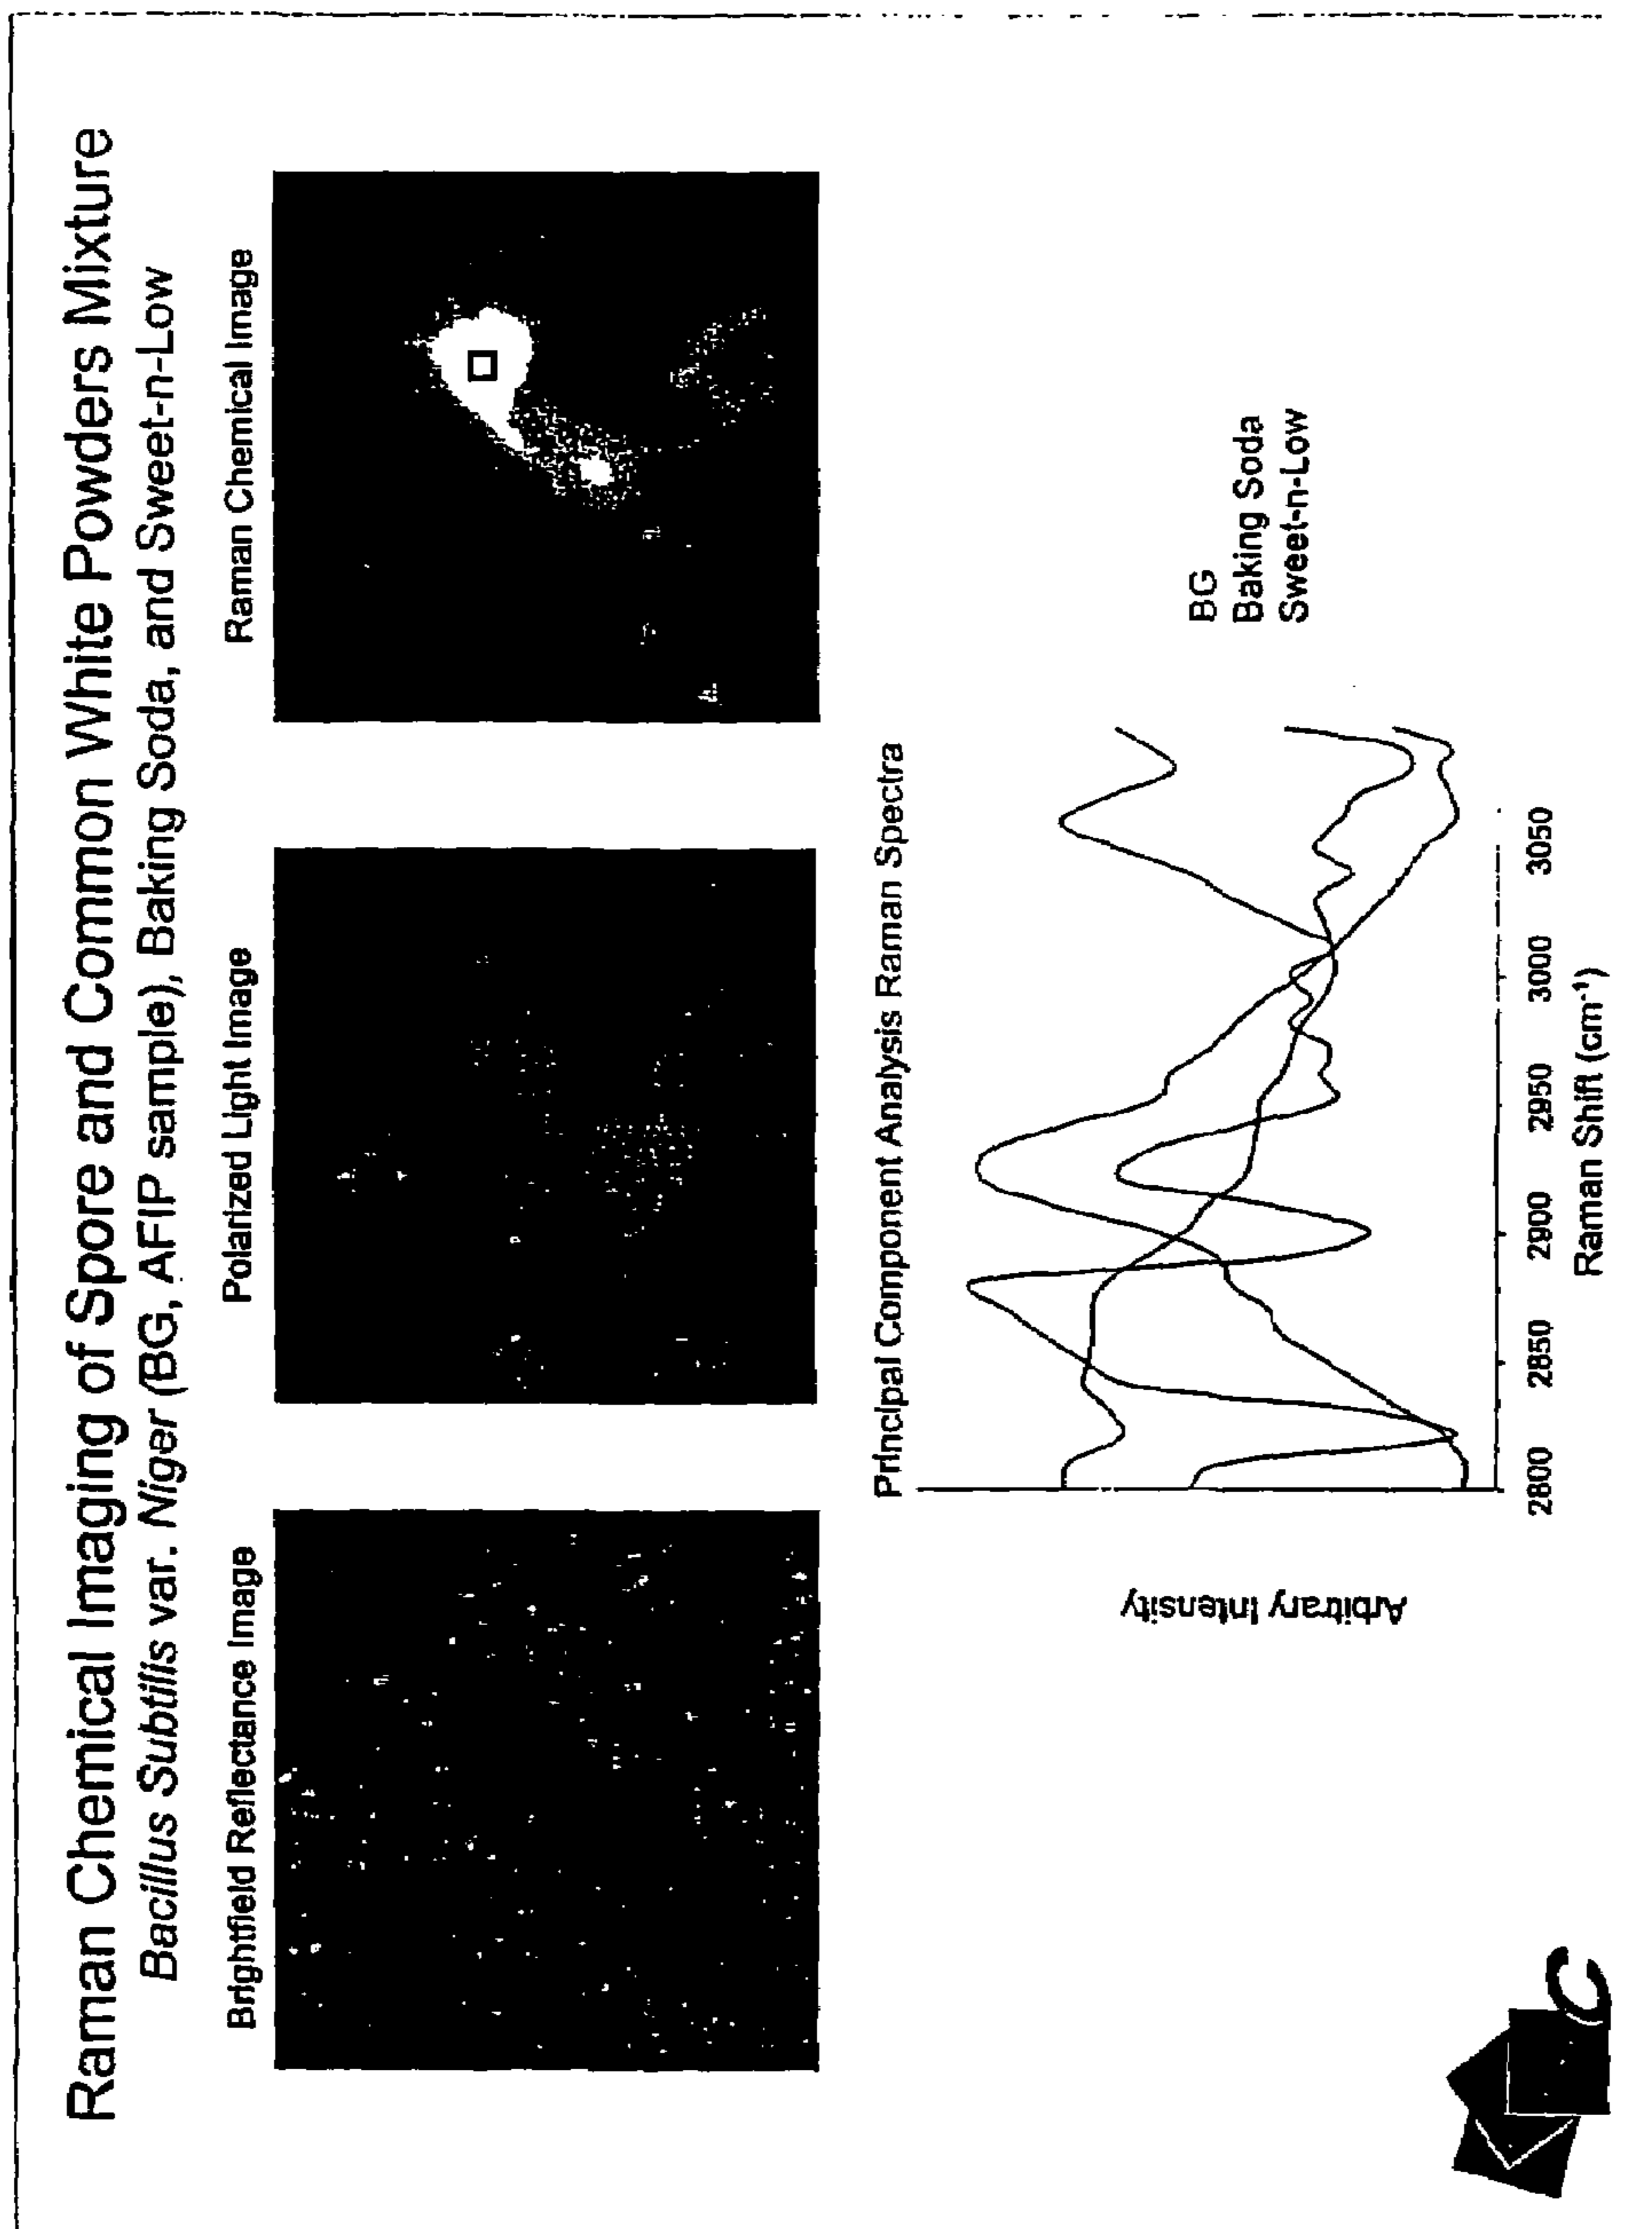 Raman Chemical Imaging of Spore and Common White Powders Mixture
Bacillus Subtilis var. Niger (BG, AFIP sample), Baking Soda, and Sweet-n-Low
Brightfield Reflectance Image
Polarized Light Image
Raman Chemical Image
Principal Component Analysis Raman Spectra
Arbitrary Intensity
BG
Baking Soda
Sweet-n-Low
2800 2850 2900 2950 3000 3050
Raman Shift (cm⁻¹)
C